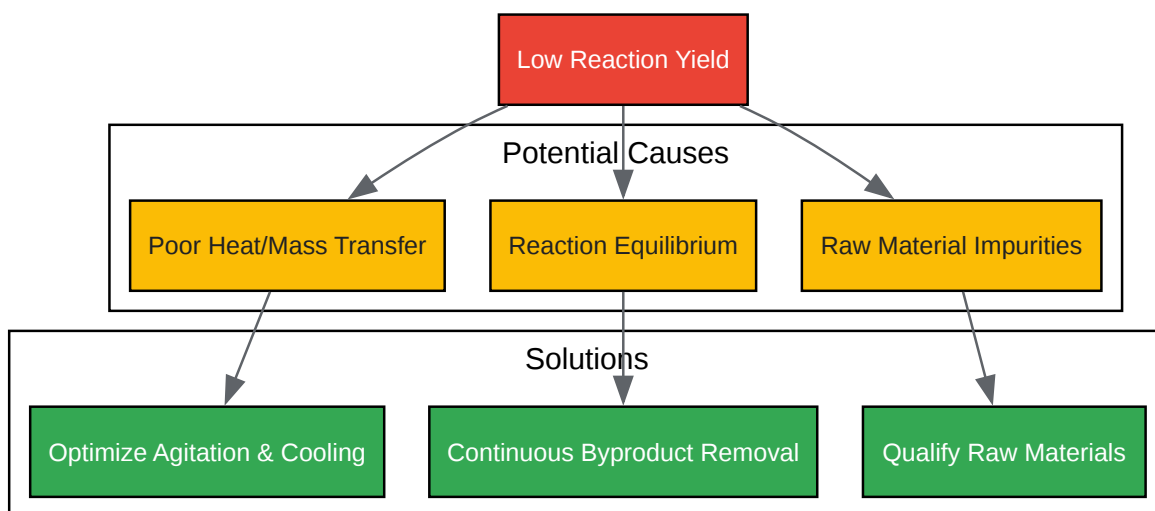 Low Reaction Yield
Potential Causes
Poor Heat/Mass Transfer
Reaction Equilibrium
Raw Material Impurities
Solutions
Optimize Agitation & Cooling
Continuous Byproduct Removal
Qualify Raw Materials